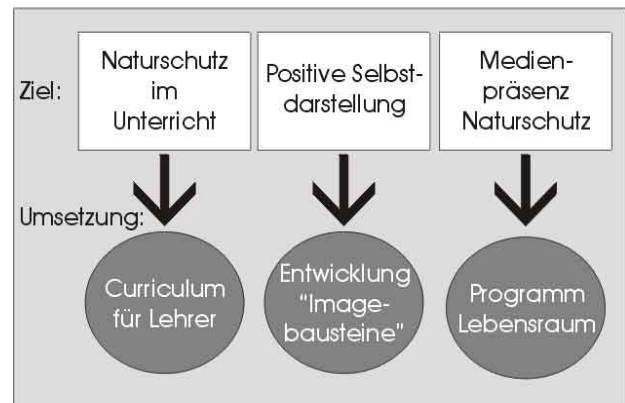 Ziel:
Naturschutz
im
Unterricht
Positive Selbst-
darstellung
Medien-
präsenz
Naturschutz
Umsetzung:
Curriculum
für Lehrer
Entwicklung
"Image-
bausteine"
Programm
Lebensraum